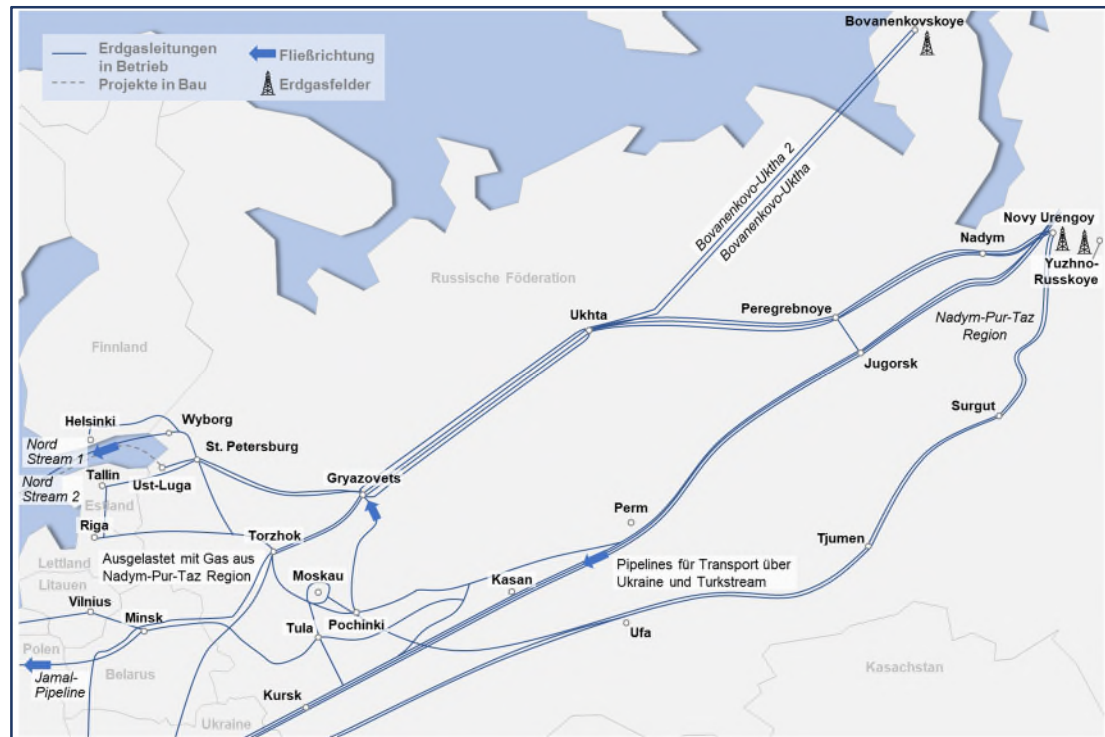 Erdgasleitungen
in Betrieb
Projekte in Bau
Fließrichtung
Erdgasfelder
Bovanenkovskoye
Bovanenkovo-Uktha 2
Bovanenkovo-Uktha
Novy Urengoy
Nadym
Yuzhno-
Russkoye
Russische Föderation
Peregrebnoye
Ukhta
Nadym-Pur-Taz
Region
Jugorsk
Finnland
Surgut
Helsinki
Wyborg
Nord
Stream 1
St. Petersburg
Nord
Stream 2
Tallin
Ust-Luga
Gryazovets
Estland
Riga
Torzhok
Perm
Tjumen
Lettland
Ausgelastet mit Gas aus
Nadym-Pur-Taz Region
Pipelines für Transport über
Ukraine und Turkstream
Litauen
Moskau
Kasan
Vilnius
Minsk
Pochinki
Tula
Ufa
Polen
Jamal-
Pipeline
Belarus
Kasachstan
Kursk
Ukraine